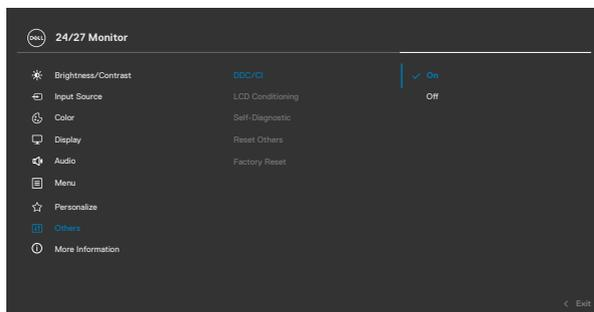 DELL 24/27 Monitor
Brightness/Contrast DDC/CI ✓ On
Input Source LCD Conditioning Off
Color Self-Diagnostic
Display Reset Others
Audio Factory Reset
Menu
Personalize
Others
More Information
< Exit